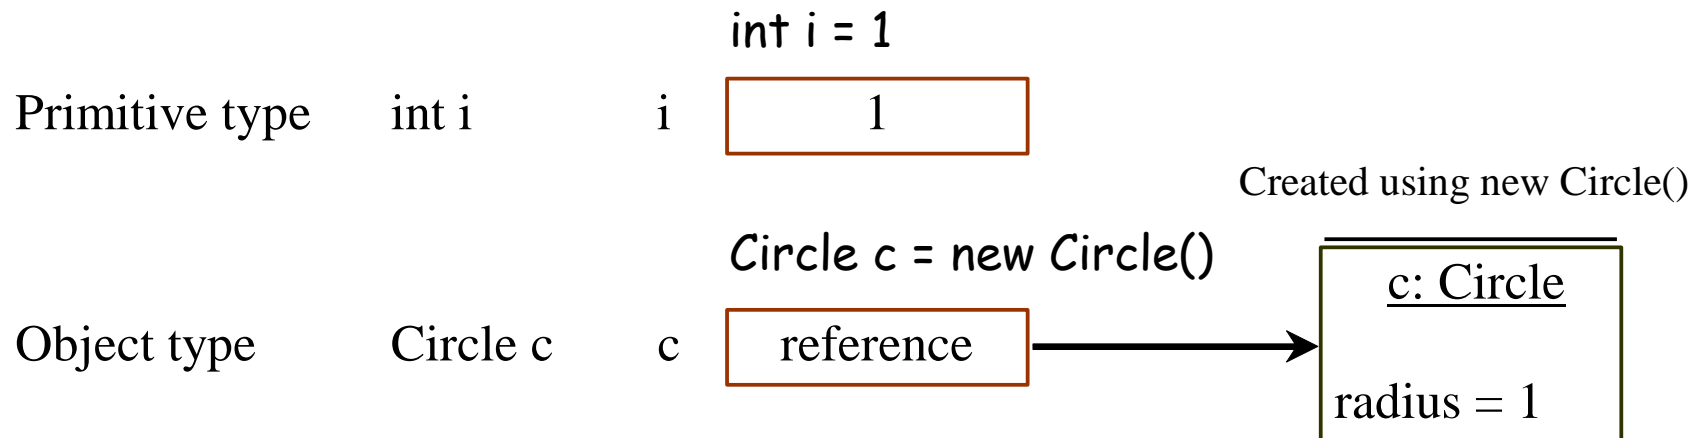 int i = 1
Primitive type int i i 1
Created using new Circle()
Circle c = new Circle()
c: Circle
Object type Circle c c reference
radius = 1